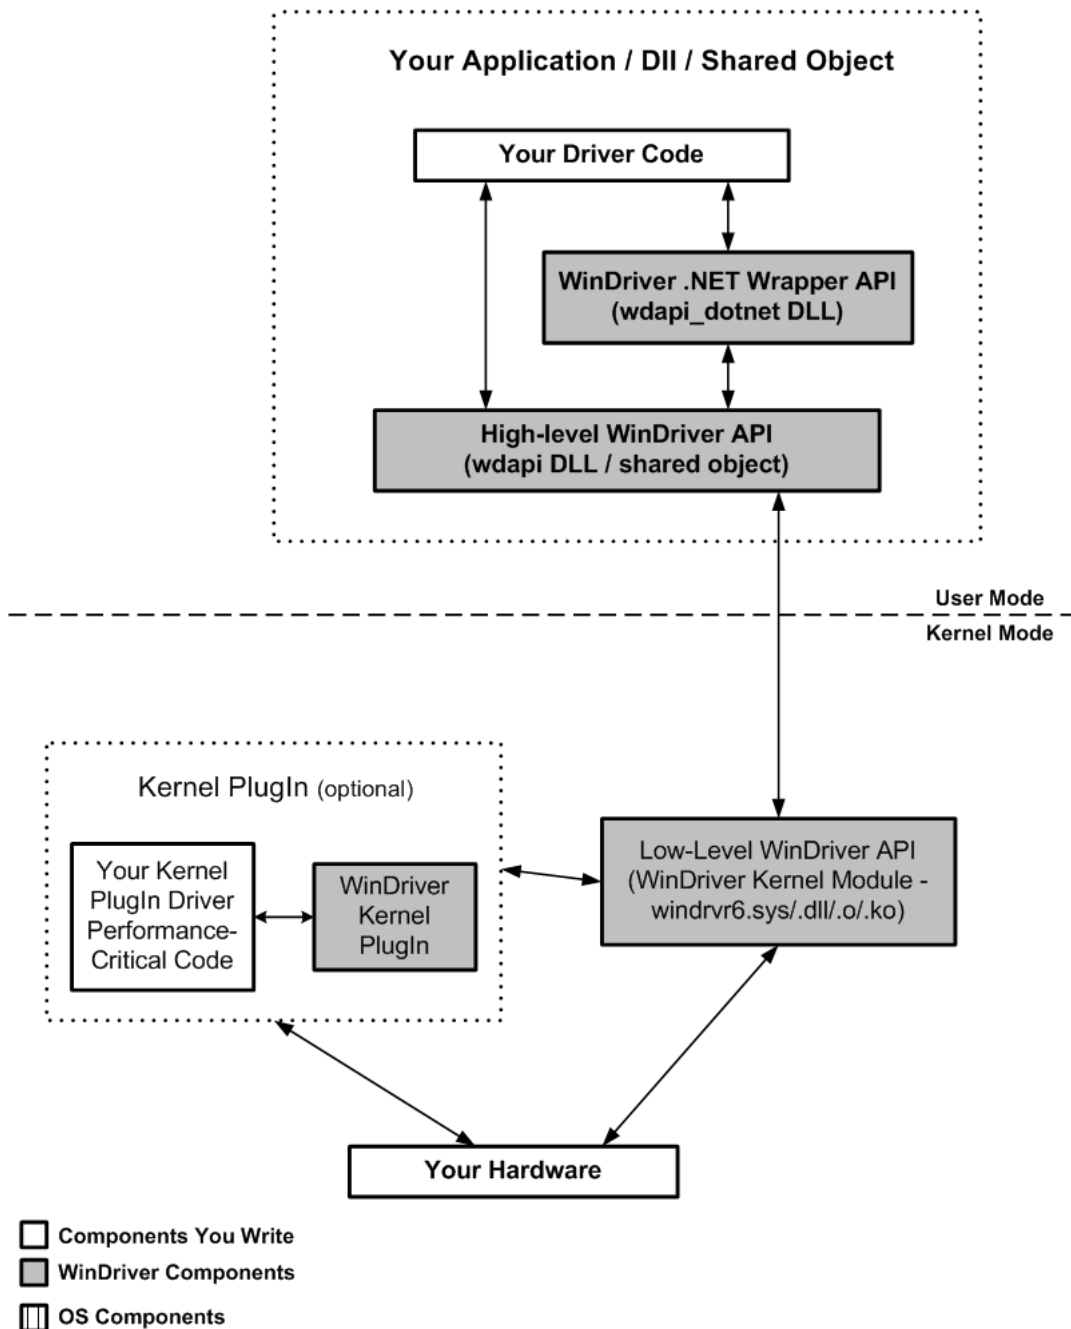 Your Application / Dll / Shared Object
Your Driver Code
WinDriver .NET Wrapper API
(wdapi_dotnet DLL)
High-level WinDriver API
(wdapi DLL / shared object)
User Mode
Kernel Mode
Kernel PlugIn (optional)
Your Kernel
PlugIn Driver
Performance-
Critical Code
WinDriver
Kernel
PlugIn
Low-Level WinDriver API
(WinDriver Kernel Module -
windrvr6.sys/.dll/.o/.ko)
Your Hardware
Components You Write
WinDriver Components
OS Components